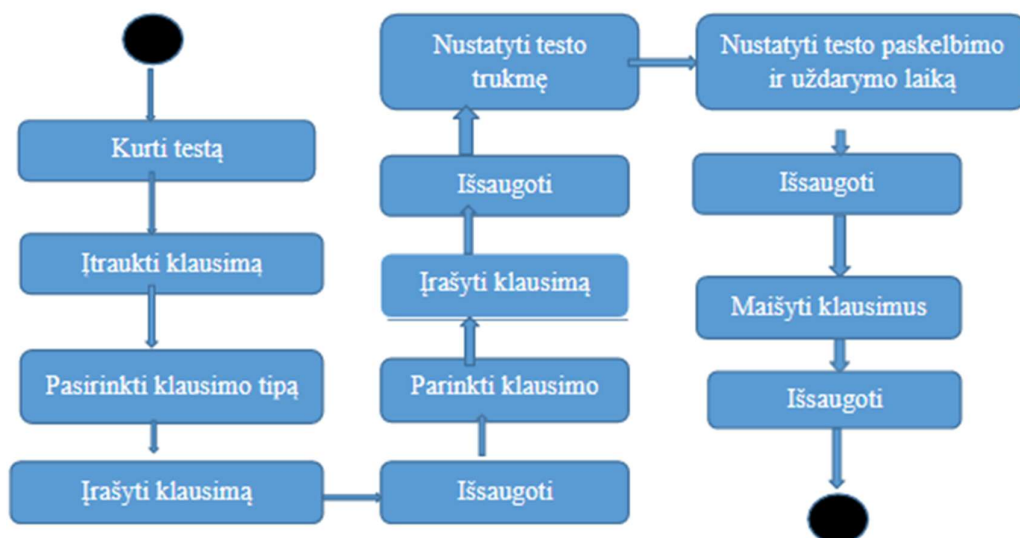 Kurti testą
Įtraukti klausimą
Pasirinkti klausimo tipą
Įrašyti klausimą
Išsaugoti
Parinkti klausimo
Įrašyti klausimą
Išsaugoti
Nustatyti testo
trukmę
Nustatyti testo paskelbimo
ir uždarymo laiką
Išsaugoti
Maišyti klausimus
Išsaugoti